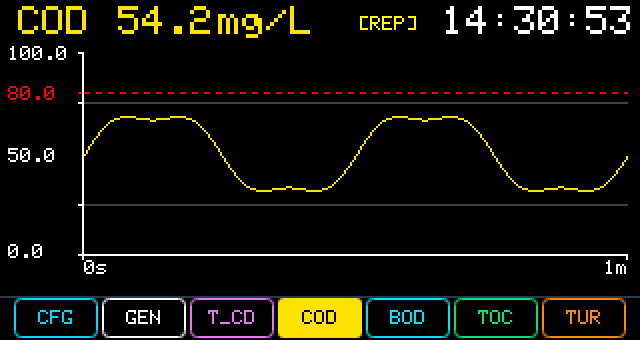 COD 54.2mg/L [REP] 14:30:53
100.0
80.0
50.0
0.0
0s 1m
CFG GEN T_CD COD BOD TOC TUR